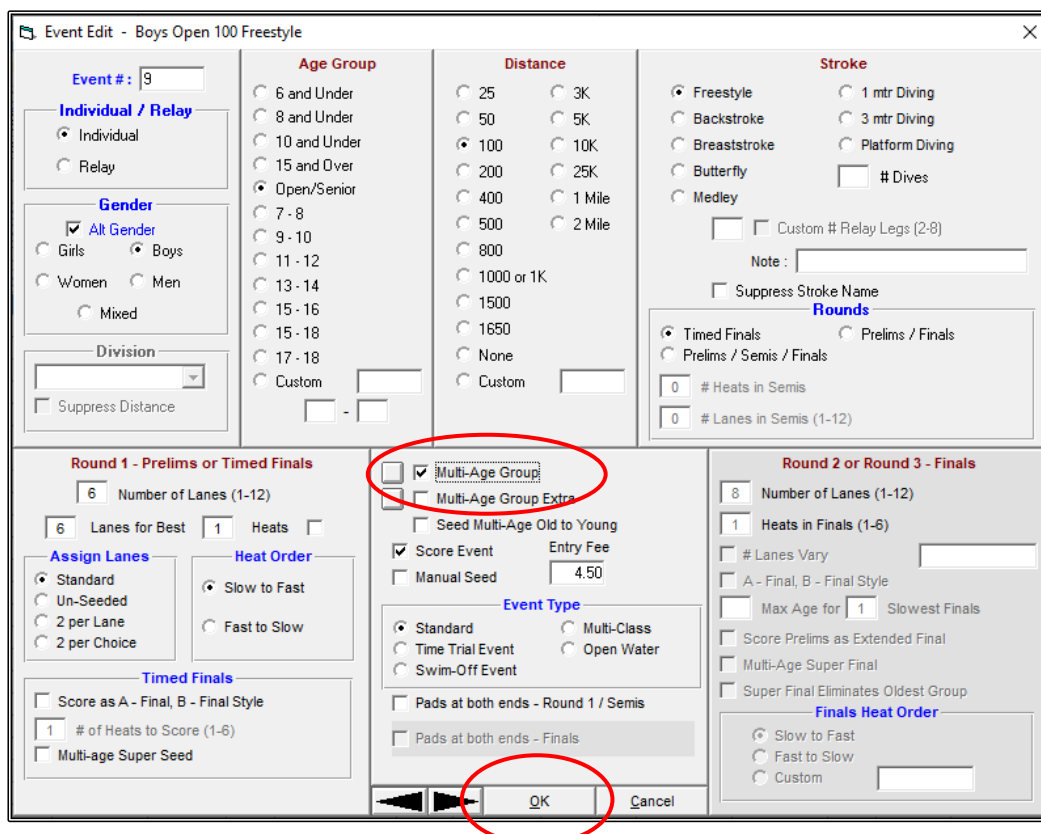 Event Edit - Boys Open 100 Freestyle
Event # : 9
Individual / Relay
Individual
Relay
Gender
Alt Gender
Girls Boys
Women Men
Mixed
Division
Suppress Distance
Age Group
6 and Under
8 and Under
10 and Under
15 and Over
Open/Senior
7 - 8
9 - 10
11 - 12
13 - 14
15 - 16
15 - 18
17 - 18
Custom
-
Distance
25 3K
50 5K
100 10K
200 25K
400 1 Mile
500 2 Mile
800
1000 or 1K
1500
1650
None
Custom
Stroke
Freestyle 1 mtr Diving
Backstroke 3 mtr Diving
Breaststroke Platform Diving
Butterfly # Dives
Medley
Custom # Relay Legs (2-8)
Note :
Suppress Stroke Name
Rounds
Timed Finals Prelims / Finals
Prelims / Semis / Finals
0 # Heats in Semis
0 # Lanes in Semis (1-12)
Round 1 - Prelims or Timed Finals
6 Number of Lanes (1-12)
6 Lanes for Best 1 Heats
Assign Lanes
Standard
Un-Seeded
2 per Lane
2 per Choice
Heat Order
Slow to Fast
Fast to Slow
Timed Finals
Score as A - Final, B - Final Style
1 # of Heats to Score (1-6)
Multi-age Super Seed
Multi-Age Group
Multi-Age Group Extra
Seed Multi-Age Old to Young
Score Event Entry Fee
Manual Seed 4.50
Event Type
Standard Multi-Class
Time Trial Event Open Water
Swim-Off Event
Pads at both ends - Round 1 / Semis
Pads at both ends - Finals
OK Cancel
Round 2 or Round 3 - Finals
8 Number of Lanes (1-12)
1 Heats in Finals (1-6)
# Lanes Vary
A - Final, B - Final Style
Max Age for 1 Slowest Finals
Score Prelims as Extended Final
Multi-Age Super Final
Super Final Eliminates Oldest Group
Finals Heat Order
Slow to Fast
Fast to Slow
Custom